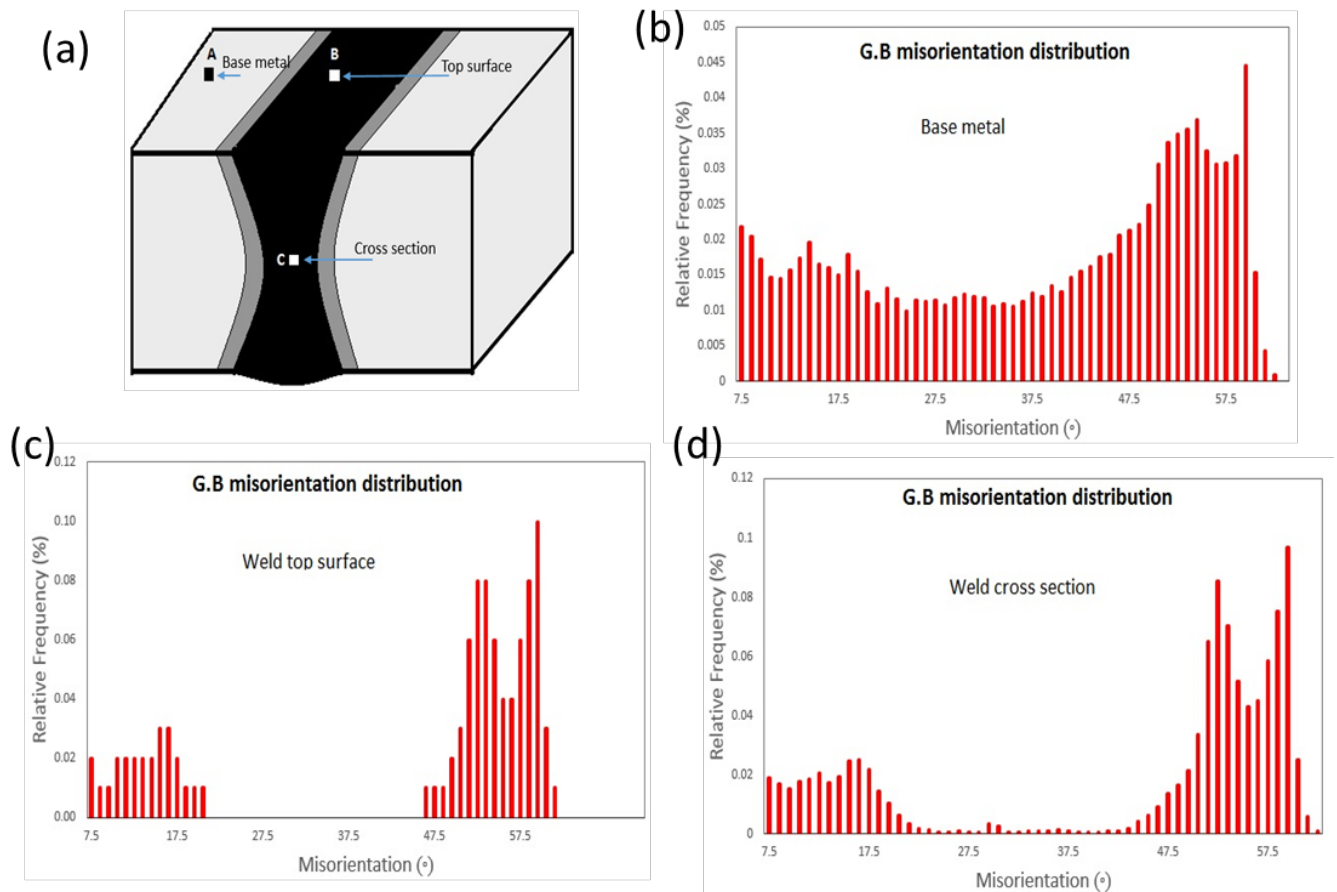 (a)
A
Base metal
B
Top surface
C
Cross section
(b)
G.B misorientation distribution
Base metal
Relative Frequency (%)
0.05
0.045
0.04
0.035
0.03
0.025
0.02
0.015
0.01
0.005
0
7.5 17.5 27.5 37.5 47.5 57.5
Misorientation (°)
(c)
G.B misorientation distribution
Weld top surface
Relative Frequency (%)
0.12
0.10
0.08
0.06
0.04
0.02
0.00
7.5 17.5 27.5 37.5 47.5 57.5
Misorientation (°)
(d)
G.B misorientation distribution
Weld cross section
Relative Frequency (%)
0.12
0.1
0.08
0.06
0.04
0.02
0
7.5 17.5 27.5 37.5 47.5 57.5
Misorientation (°)